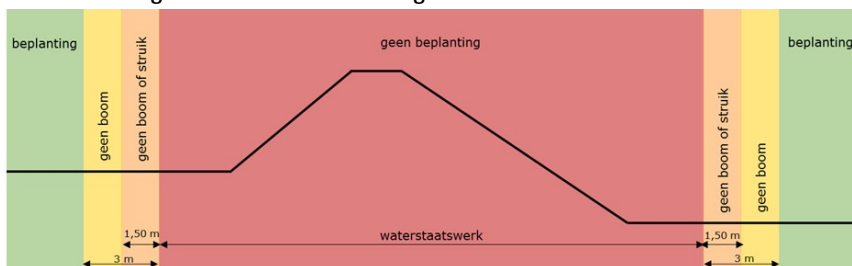 beplanting
geen boom
geen boom of struik
geen beplanting
geen boom of struik
geen boom
beplanting
1,50 m
waterstaatswerk
1,50 m
3 m
3 m